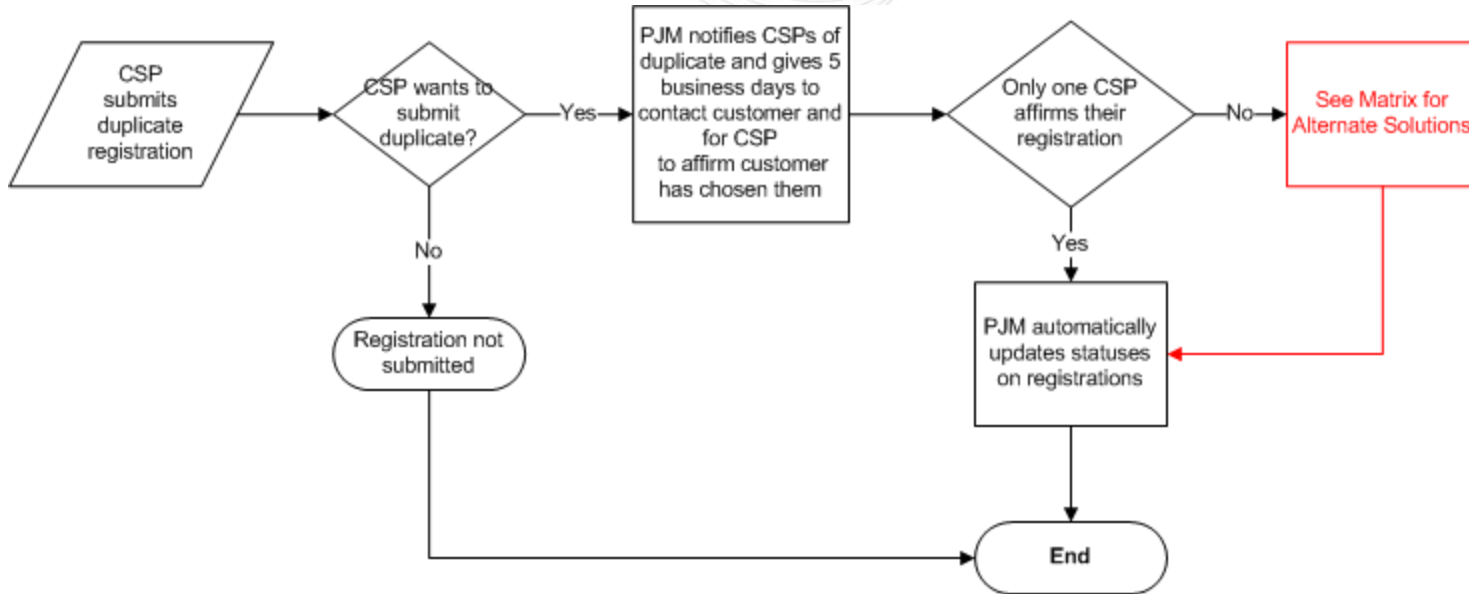 CSP
submits
duplicate
registration
CSP wants to
submit
duplicate?
Yes
No
Registration not
submitted
PJM notifies CSPs of
duplicate and gives 5
business days to
contact customer and
for CSP
to affirm customer
has chosen them
Only one CSP
affirms their
registration
No
Yes
See Matrix for
Alternate Solutions
PJM automatically
updates statuses
on registrations
End